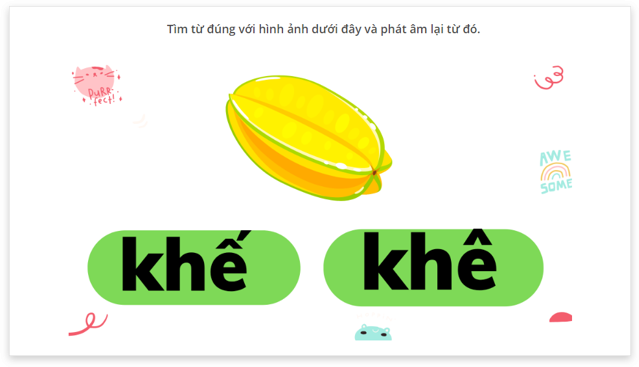 Tìm từ đúng với hình ảnh dưới đây và phát âm lại từ đó.
PURR
fect!
AWE
SOME
khế
khê